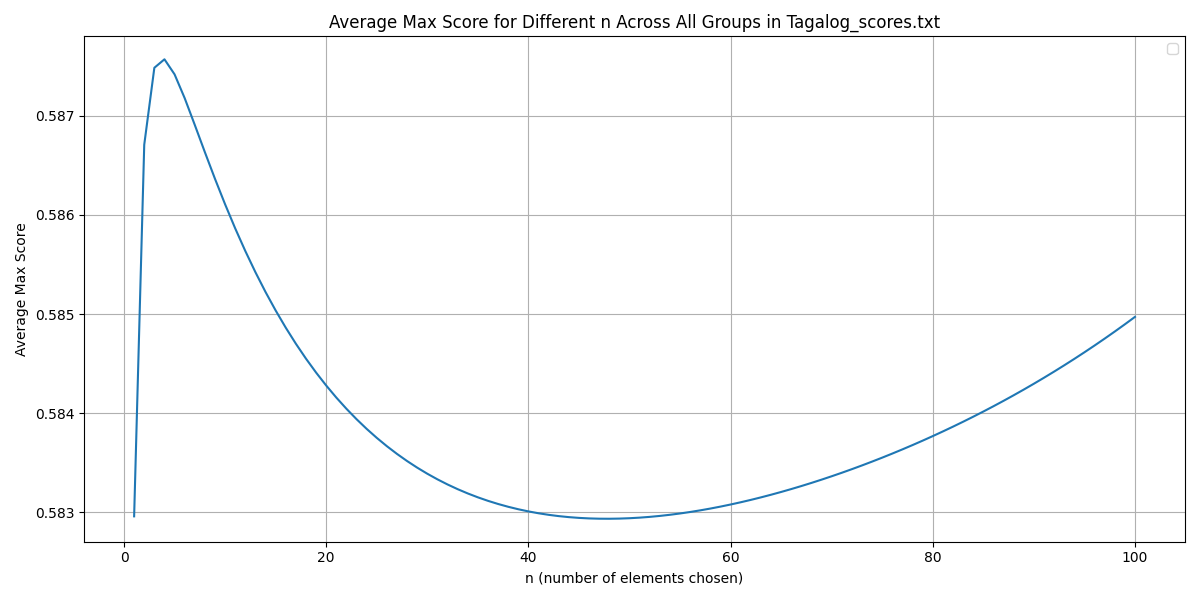 Average Max Score for Different n Across All Groups in Tagalog_scores.txt
Average Max Score
0.587
0.586
0.585
0.584
0.583
0 20 40 60 80 100
n (number of elements chosen)